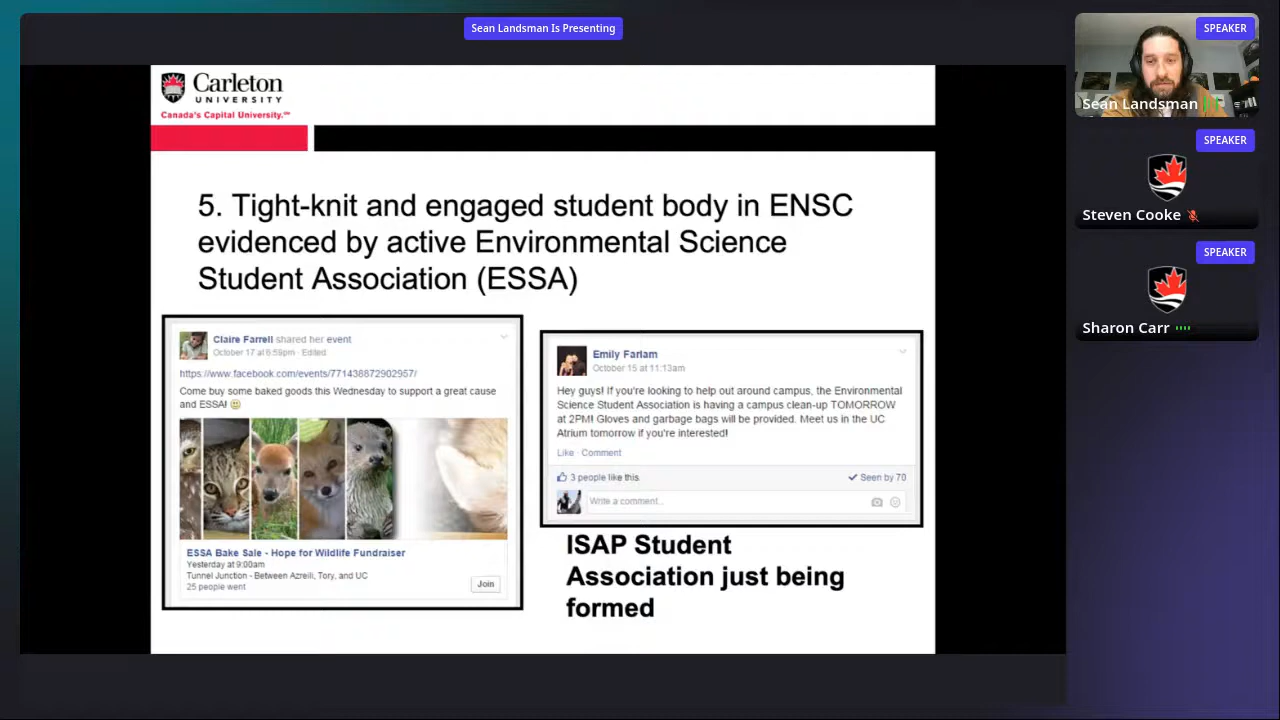 Sean Landsman Is Presenting
Carleton
UNIVERSITY
Canada's Capital University.
5. Tight-knit and engaged student body in ENSC
evidenced by active Environmental Science
Student Association (ESSA)
Claire Farrell shared her event
October 17 at 6:59pm · Edited
https://www.facebook.com/events/771438872902957/
Come buy some baked goods this Wednesday to support a great cause
and ESSA!
ESSA Bake Sale - Hope for Wildlife Fundraiser
Yesterday at 9:00am
Tunnel Junction - Between Azreili, Tory, and UC
25 people went
Join
Emily Farlam
October 15 at 11:13am
Hey guys! If you're looking to help out around campus, the Environmental
Science Student Association is having a campus clean-up TOMORROW
at 2PM! Gloves and garbage bags will be provided. Meet us in the UC
Atrium tomorrow if you're interested!
Like · Comment
3 people like this.
Seen by 70
Write a comment...
ISAP Student
Association just being
formed
SPEAKER
Sean Landsman
SPEAKER
Steven Cooke
SPEAKER
Sharon Carr